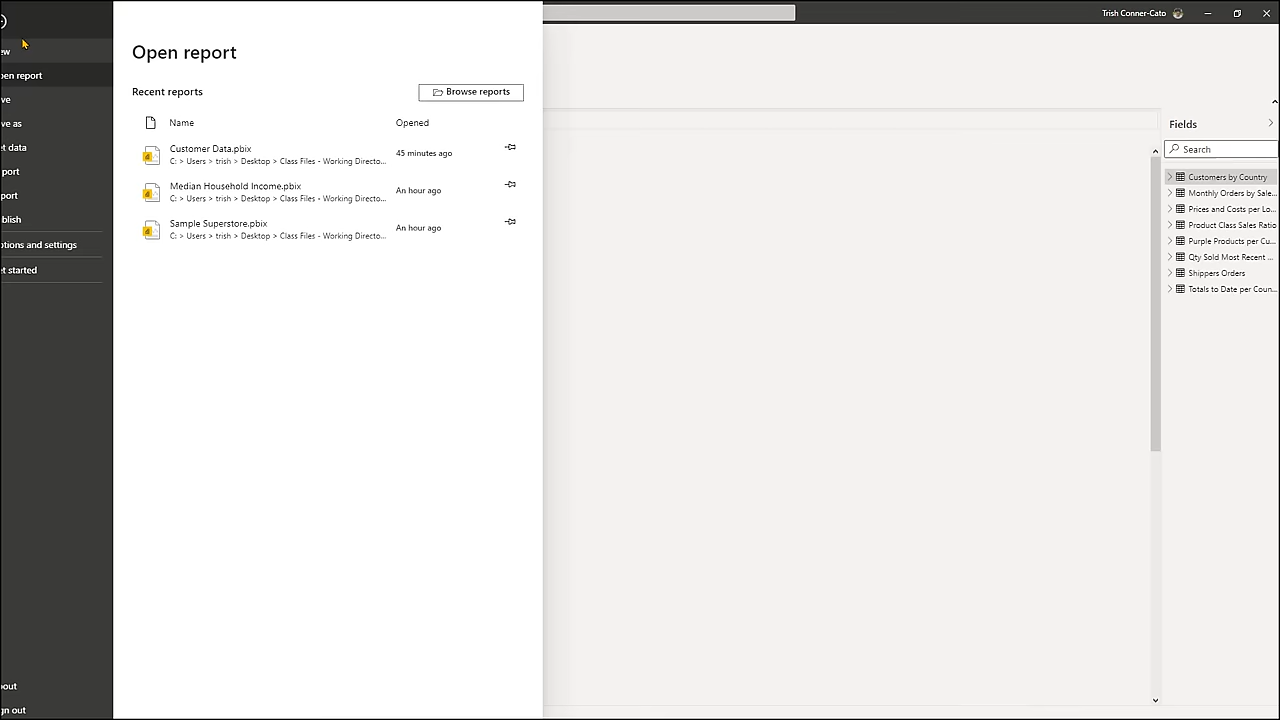 Trish Conner-Cato
ew
pen report
ve
ve as
et data
port
port
blish
ptions and settings
et started
out
gn out
Open report
Recent reports
Browse reports
Name
Opened
Customer Data.pbix
C: > Users > trish > Desktop > Class Files - Working Directo...
45 minutes ago
Median Household Income.pbix
C: > Users > trish > Desktop > Class Files - Working Directo...
An hour ago
Sample Superstore.pbix
C: > Users > trish > Desktop > Class Files - Working Directo...
An hour ago
Fields
Search
Customers by Country
Monthly Orders by Sale...
Prices and Costs per Lo...
Product Class Sales Ratio
Purple Products per Cu...
Qty Sold Most Recent ...
Shippers Orders
Totals to Date per Coun...